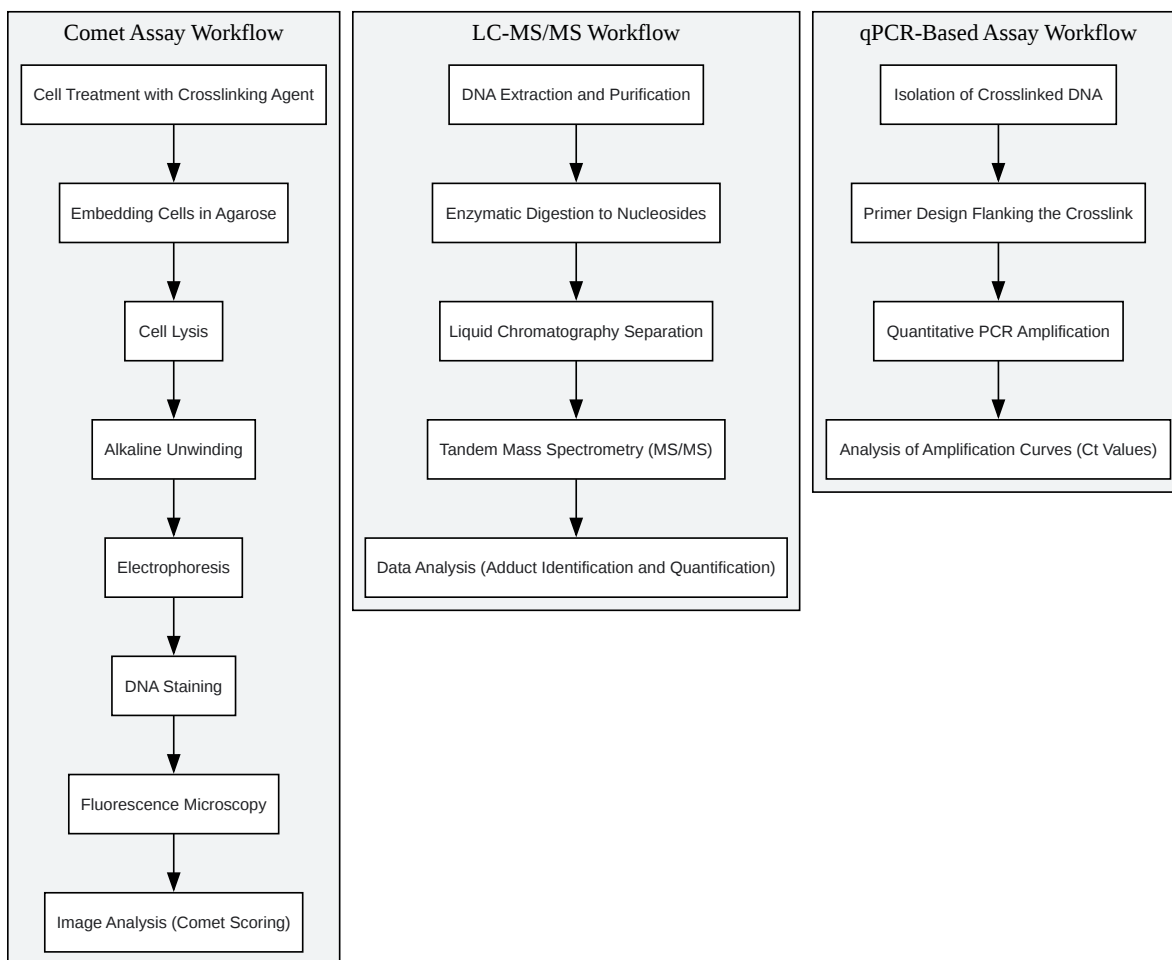 Comet Assay Workflow
Cell Treatment with Crosslinking Agent
Embedding Cells in Agarose
Cell Lysis
Alkaline Unwinding
Electrophoresis
DNA Staining
Fluorescence Microscopy
Image Analysis (Comet Scoring)
LC-MS/MS Workflow
DNA Extraction and Purification
Enzymatic Digestion to Nucleosides
Liquid Chromatography Separation
Tandem Mass Spectrometry (MS/MS)
Data Analysis (Adduct Identification and Quantification)
qPCR-Based Assay Workflow
Isolation of Crosslinked DNA
Primer Design Flanking the Crosslink
Quantitative PCR Amplification
Analysis of Amplification Curves (Ct Values)